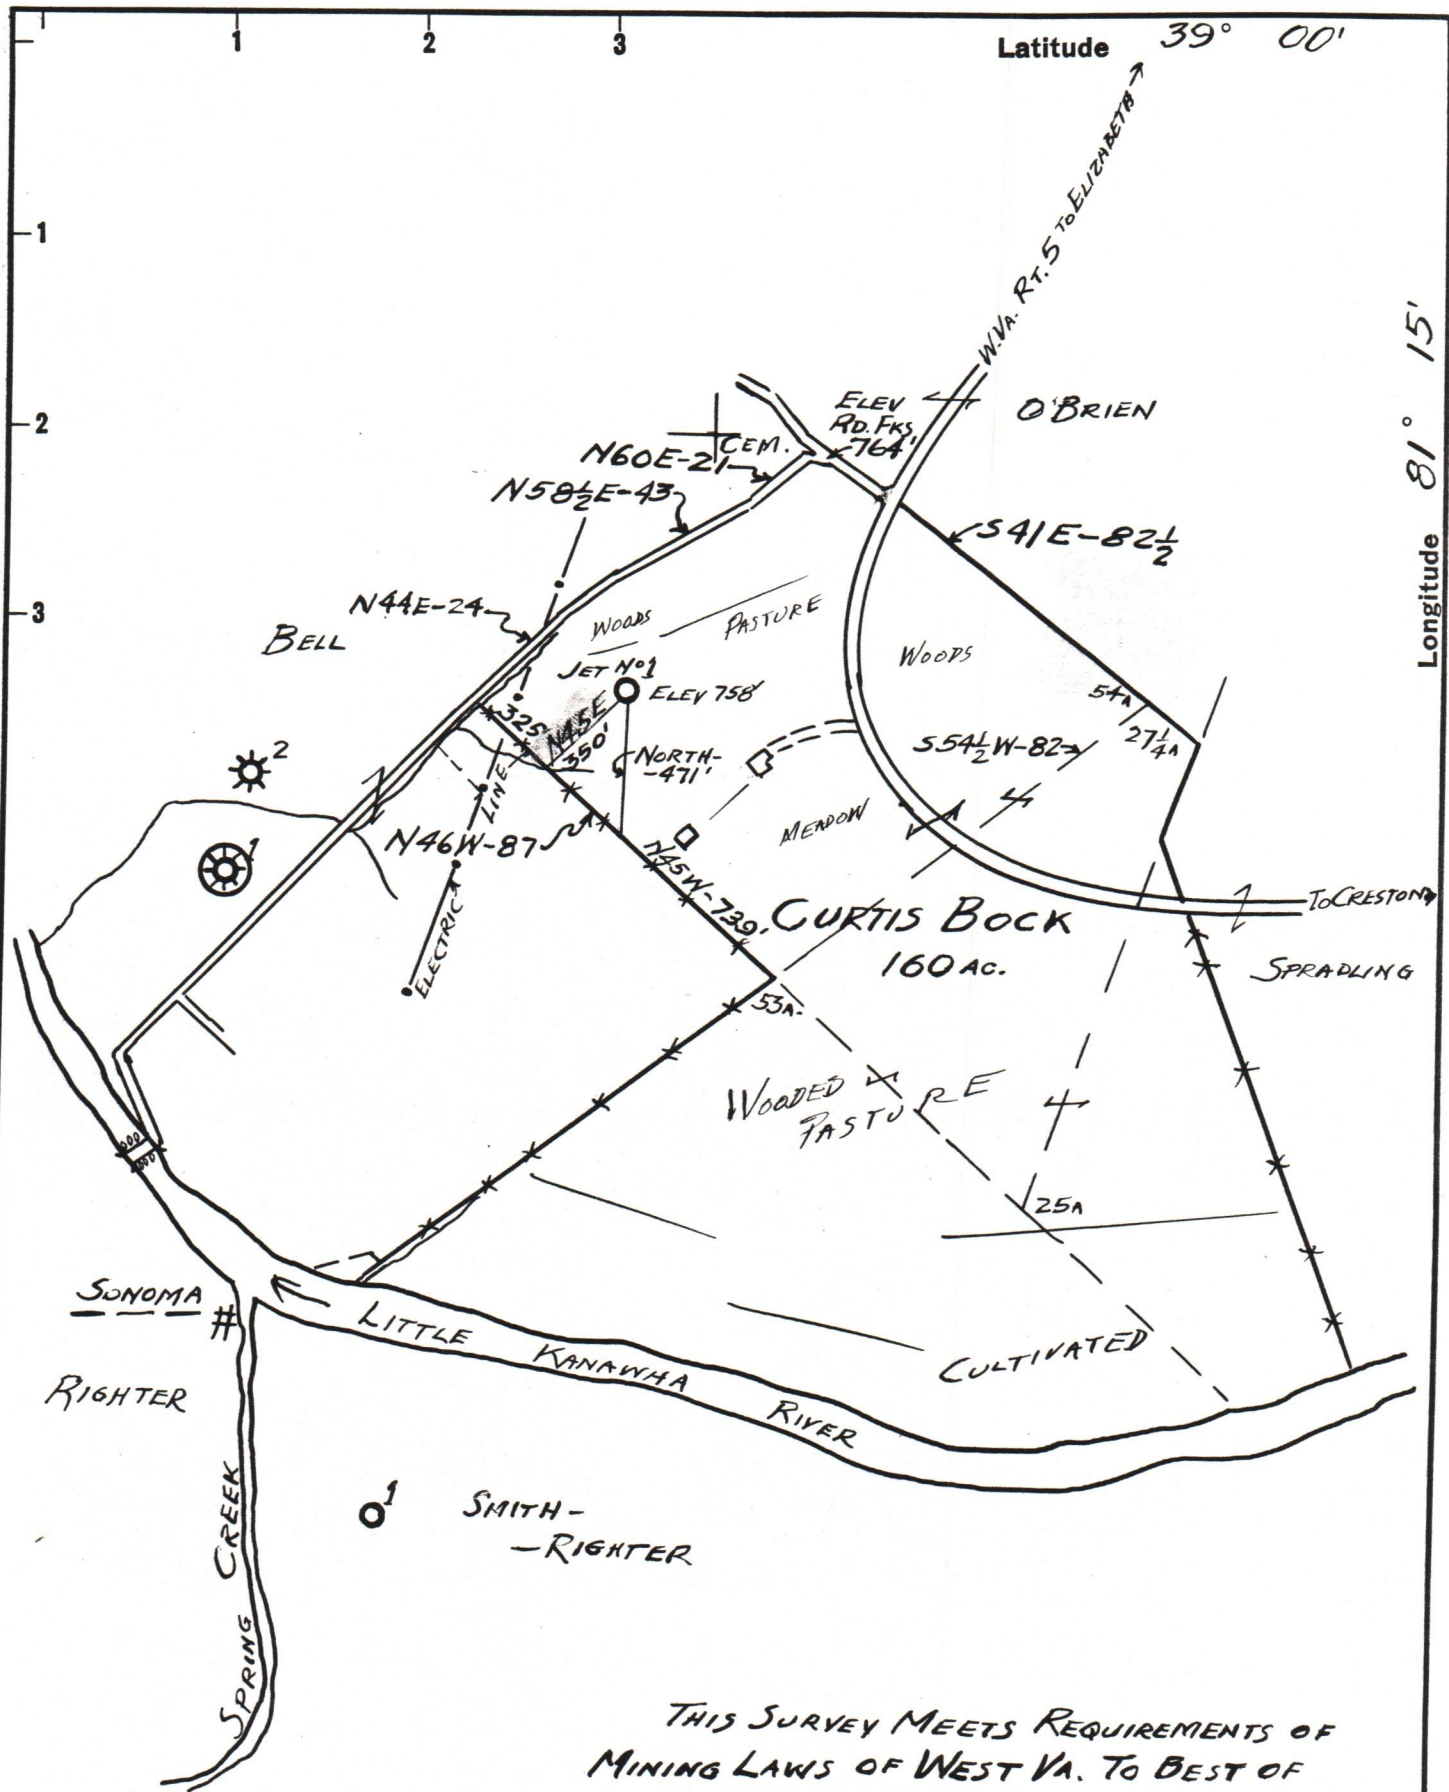 1 2 3
Latitude 39° 00'
1
2
3
Longitude 81° 15'
W.VA. RT. 5 TO ELIZABETH
ELEV
RD. FKS
764'
O'BRIEN
CEM.
N60E-21
N58½E-43
S41E-82½
N44E-24
BELL
WOODS
PASTURE
WOODS
JET Nº1
ELEV 758'
54A
27¼A
325'
N45E
350'
NORTH-
-471'
S54½W-82
2
1
LINE
ELECTRIC
N46W-87
MEADOW
N45W-739.
CURTIS BOCK
160 AC.
TO CRESTON
SPRADLING
53A.
WOODED
PASTURE
25A
SONOMA
#
LITTLE KANAWHA RIVER
CULTIVATED
RIGHTER
SPRING CREEK
1
SMITH-
-RIGHTER
THIS SURVEY MEETS REQUIREMENTS OF
MINING LAWS OF WEST VA. TO BEST OF